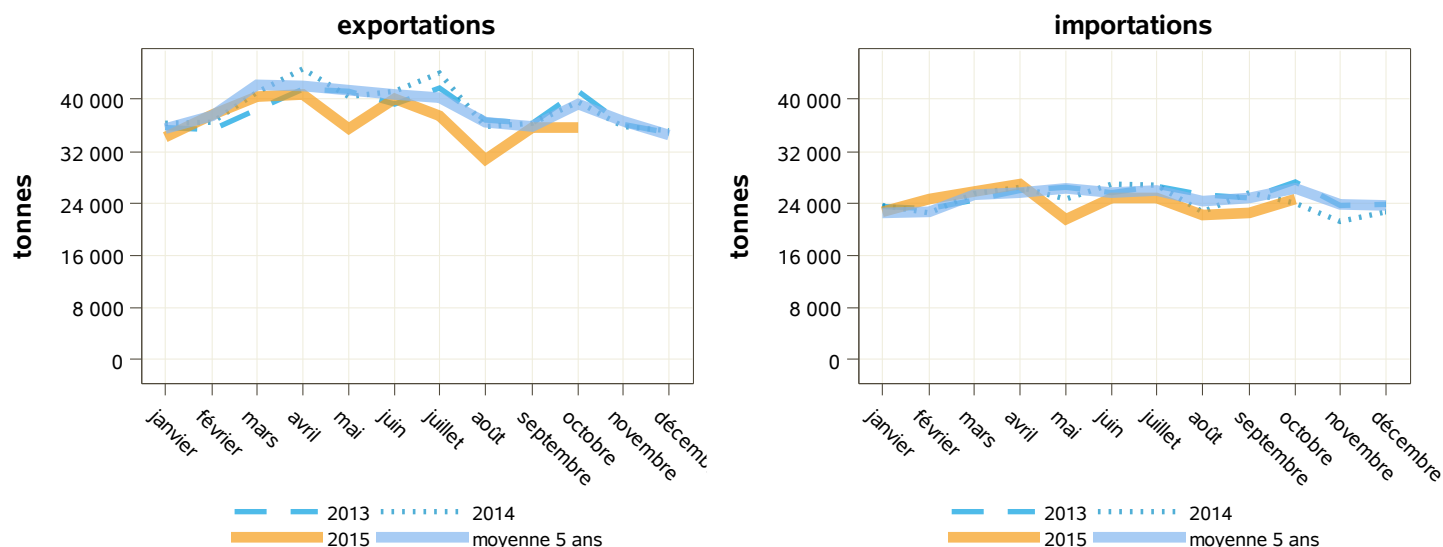 exportations
tonnes
40 000
32 000
24 000
16 000
8 000
0
janvier
février
mars
avril
mai
juin
juillet
août
septembre
octobre
novembre
décemb
2013
2014
2015
moyenne 5 ans
importations
tonnes
40 000
32 000
24 000
16 000
8 000
0
janvier
février
mars
avril
mai
juin
juillet
août
septembre
octobre
novembre
décembre
2013
2014
2015
moyenne 5 ans